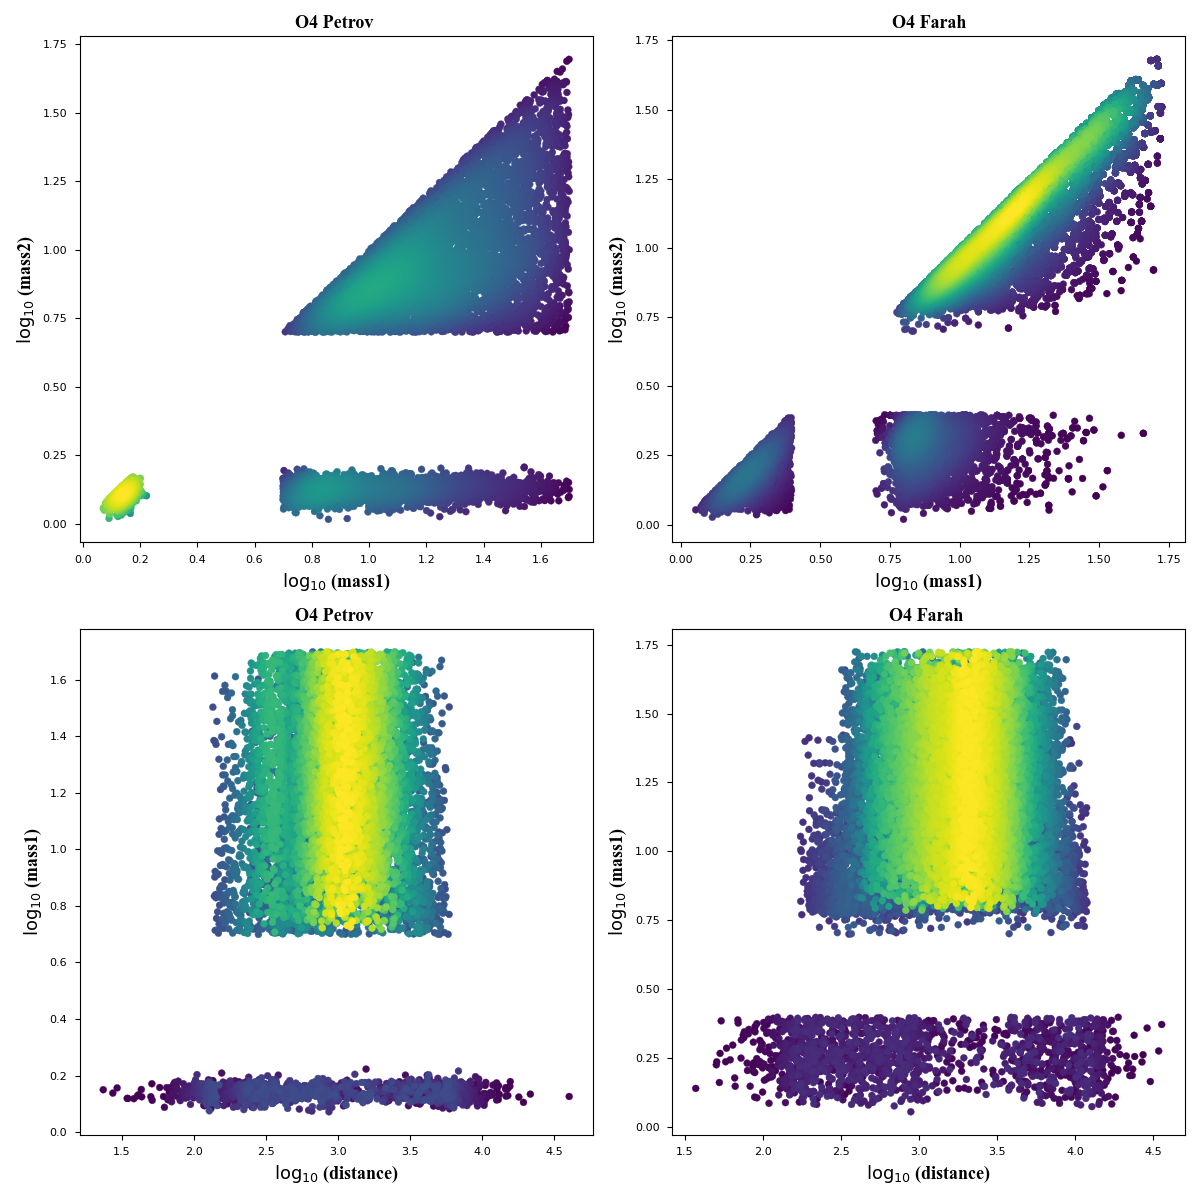 O4 Petrov
1.75
1.50
1.25
1.00
0.75
0.50
0.25
0.00
log10 (mass2)
0.0 0.2 0.4 0.6 0.8 1.0 1.2 1.4 1.6
log10 (mass1)
O4 Farah
1.75
1.50
1.25
1.00
0.75
0.50
0.25
0.00
log10 (mass2)
0.00 0.25 0.50 0.75 1.00 1.25 1.50 1.75
log10 (mass1)
O4 Petrov
1.6
1.4
1.2
1.0
0.8
0.6
0.4
0.2
0.0
log10 (mass1)
1.5 2.0 2.5 3.0 3.5 4.0 4.5
log10 (distance)
O4 Farah
1.75
1.50
1.25
1.00
0.75
0.50
0.25
0.00
log10 (mass1)
1.5 2.0 2.5 3.0 3.5 4.0 4.5
log10 (distance)